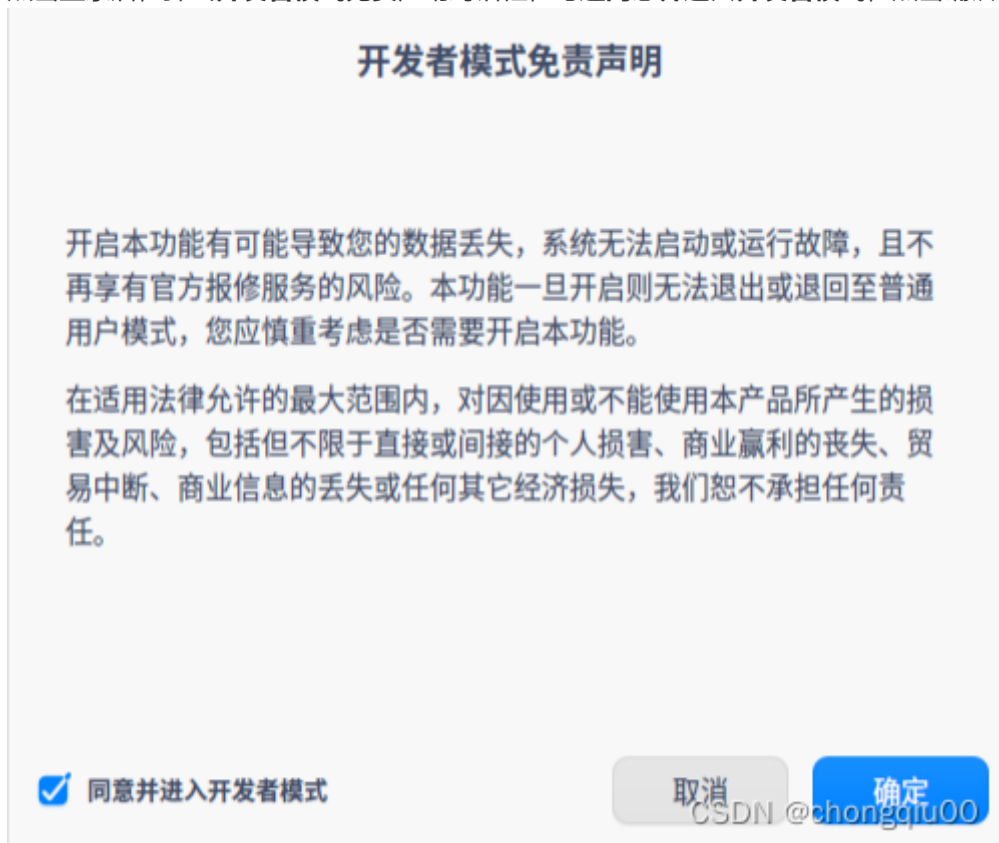 开发者模式免责声明
开启本功能有可能导致您的数据丢失，系统无法启动或运行故障，且不
再享有官方报修服务的风险。本功能一旦开启则无法退出或退回至普通
用户模式，您应慎重考虑是否需要开启本功能。
在适用法律允许的最大范围内，对因使用或不能使用本产品所产生的损
害及风险，包括但不限于直接或间接的个人损害、商业赢利的丧失、贸
易中断、商业信息的丢失或任何其它经济损失，我们恕不承担任何责
任。
同意并进入开发者模式
取消
确定
CSDN @chongqiu00